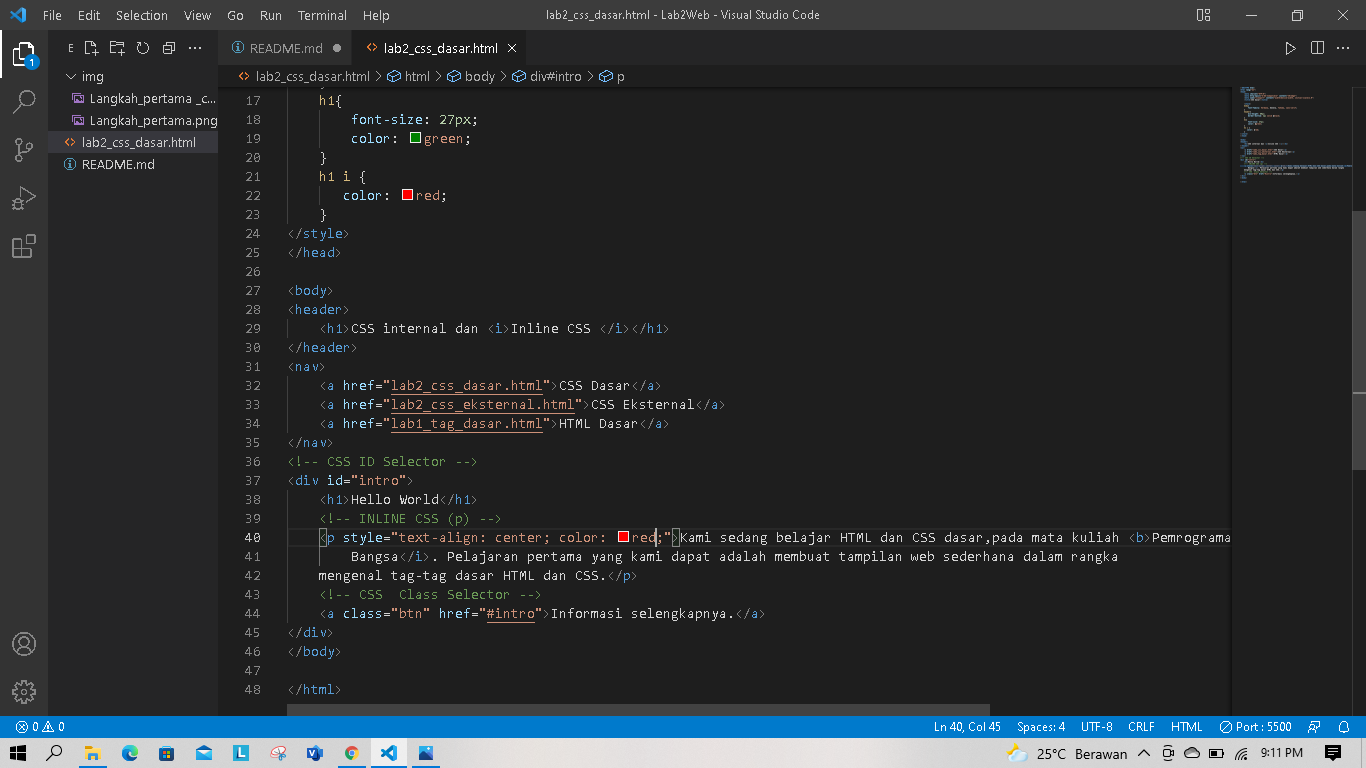 File Edit Selection View Go Run Terminal Help lab2_css_dasar.html - Lab2Web - Visual Studio Code
E README.md lab2_css_dasar.html
lab2_css_dasar.html > html > body > div#intro > p
1
img
Langkah_pertama _c...
Langkah_pertama.png
lab2_css_dasar.html
README.md
17 h1{
18 font-size: 27px;
19 color: green;
20 }
21 h1 i {
22 color: red;
23 }
24 </style>
25 </head>
26
27 <body>
28 <header>
29 <h1>CSS internal dan <i>Inline CSS </i></h1>
30 </header>
31 <nav>
32 <a href="lab2_css_dasar.html">CSS Dasar</a>
33 <a href="lab2_css_eksternal.html">CSS Eksternal</a>
34 <a href="lab1_tag_dasar.html">HTML Dasar</a>
35 </nav>
36 <!-- CSS ID Selector -->
37 <div id="intro">
38 <h1>Hello World</h1>
39 <!-- INLINE CSS (p) -->
40 <p style="text-align: center; color: red;">Kami sedang belajar HTML dan CSS dasar,pada mata kuliah <b>Pemrograma
41 Bangsa</i>. Pelajaran pertama yang kami dapat adalah membuat tampilan web sederhana dalam rangka
42 mengenal tag-tag dasar HTML dan CSS.</p>
43 <!-- CSS  Class Selector -->
44 <a class="btn" href="#intro">Informasi selengkapnya.</a>
45 </div>
46 </body>
47
48 </html>
0 0 Ln 40, Col 45 Spaces: 4 UTF-8 CRLF HTML Port : 5500
25°C Berawan 9:11 PM